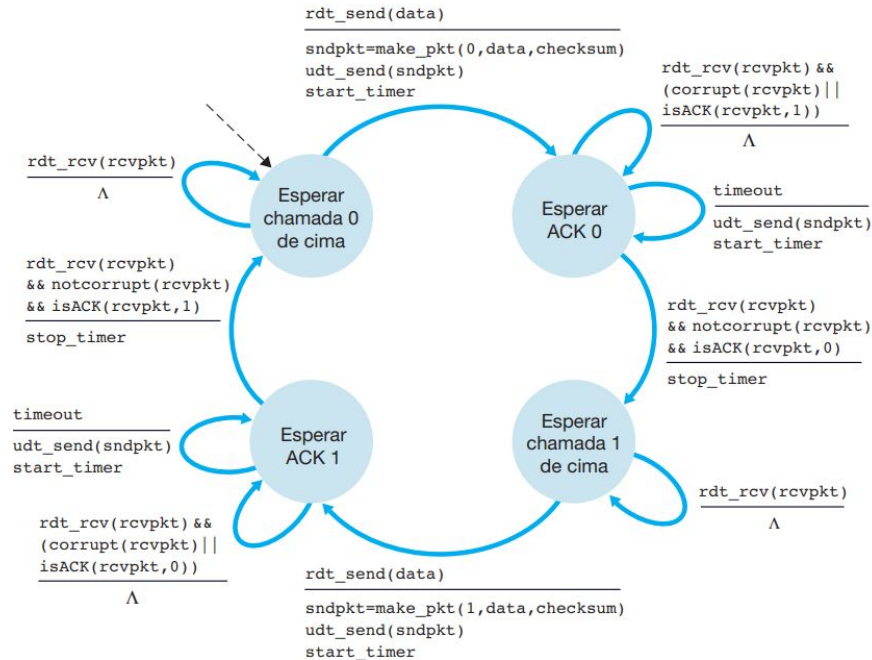 rdt_send(data)
sndpkt=make_pkt(0,data,checksum)
udt_send(sndpkt)
start_timer
rdt_rcv(rcvpkt) &&
(corrupt(rcvpkt)||
isACK(rcvpkt,1))
Λ
rdt_rcv(rcvpkt)
Λ
Esperar
chamada 0
de cima
Esperar
ACK 0
timeout
udt_send(sndpkt)
start_timer
rdt_rcv(rcvpkt)
&& notcorrupt(rcvpkt)
&& isACK(rcvpkt,1)
stop_timer
rdt_rcv(rcvpkt)
&& notcorrupt(rcvpkt)
&& isACK(rcvpkt,0)
stop_timer
timeout
udt_send(sndpkt)
start_timer
Esperar
ACK 1
Esperar
chamada 1
de cima
rdt_rcv(rcvpkt)
Λ
rdt_rcv(rcvpkt) &&
(corrupt(rcvpkt)||
isACK(rcvpkt,0))
Λ
rdt_send(data)
sndpkt=make_pkt(1,data,checksum)
udt_send(sndpkt)
start_timer